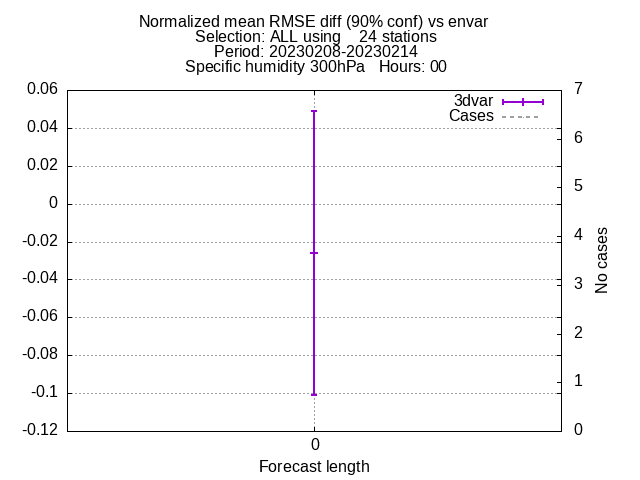 Normalized mean RMSE diff (90% conf) vs envar
Selection: ALL using    24 stations
Period: 20230208-20230214
Specific humidity 300hPa   Hours: 00
3dvar
Cases
0.06
0.04
0.02
0
-0.02
-0.04
-0.06
-0.08
-0.1
-0.12
7
6
5
4
3
2
1
0
No cases
0
Forecast length